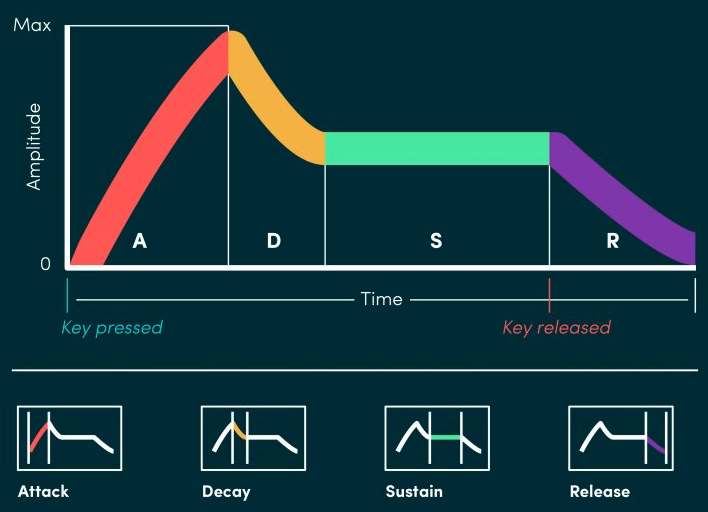 Max
Amplitude
A
D
S
R
0
Time
Key pressed
Key released
Attack
Decay
Sustain
Release